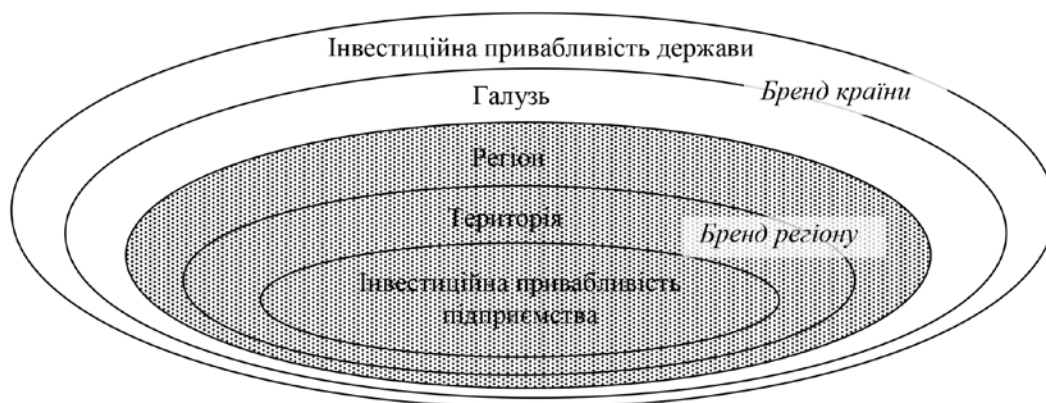 Інвестиційна привабливість держави
Бренд країни
Галузь
Регіон
Територія
Бренд регіону
Інвестиційна привабливість
підприємства